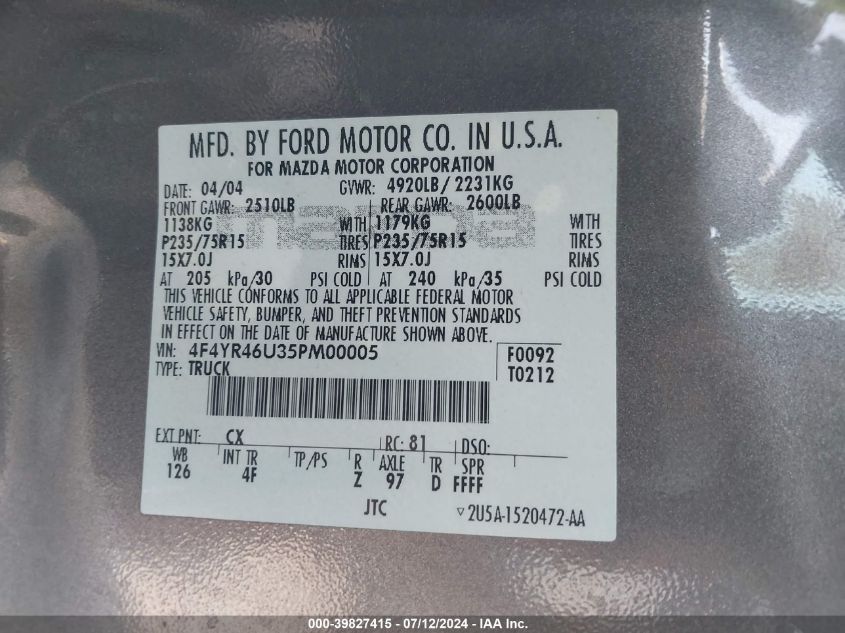 MFD. BY FORD MOTOR CO. IN U.S.A.
FOR MAZDA MOTOR CORPORATION
DATE: 04/04 GVWR: 4920LB/ 2231KG
FRONT GAWR: 2510LB REAR GAWR: 2600LB
1138KG WITH 1179KG WITH
P235/75R15 TIRES P235/75R15 TIRES
15X7.0J RIMS 15X7.0J RIMS
AT 205 kPa/30 PSI COLD AT 240 kPa/35 PSI COLD
THIS VEHICLE CONFORMS TO ALL APPLICABLE FEDERAL MOTOR
VEHICLE SAFETY, BUMPER, AND THEFT PREVENTION STANDARDS
IN EFFECT ON THE DATE OF MANUFACTURE SHOWN ABOVE.
VIN: 4F4YR46U35PM00005 F0092
TYPE: TRUCK T0212
EXT PNT: CX RC: 81 DSO:
WB INT TR TP/PS R AXLE TR SPR
126 4F Z 97 D FFFF
JTC ▽2U5A-1520472-AA
000-39827415 - 07/12/2024 - IAA Inc.